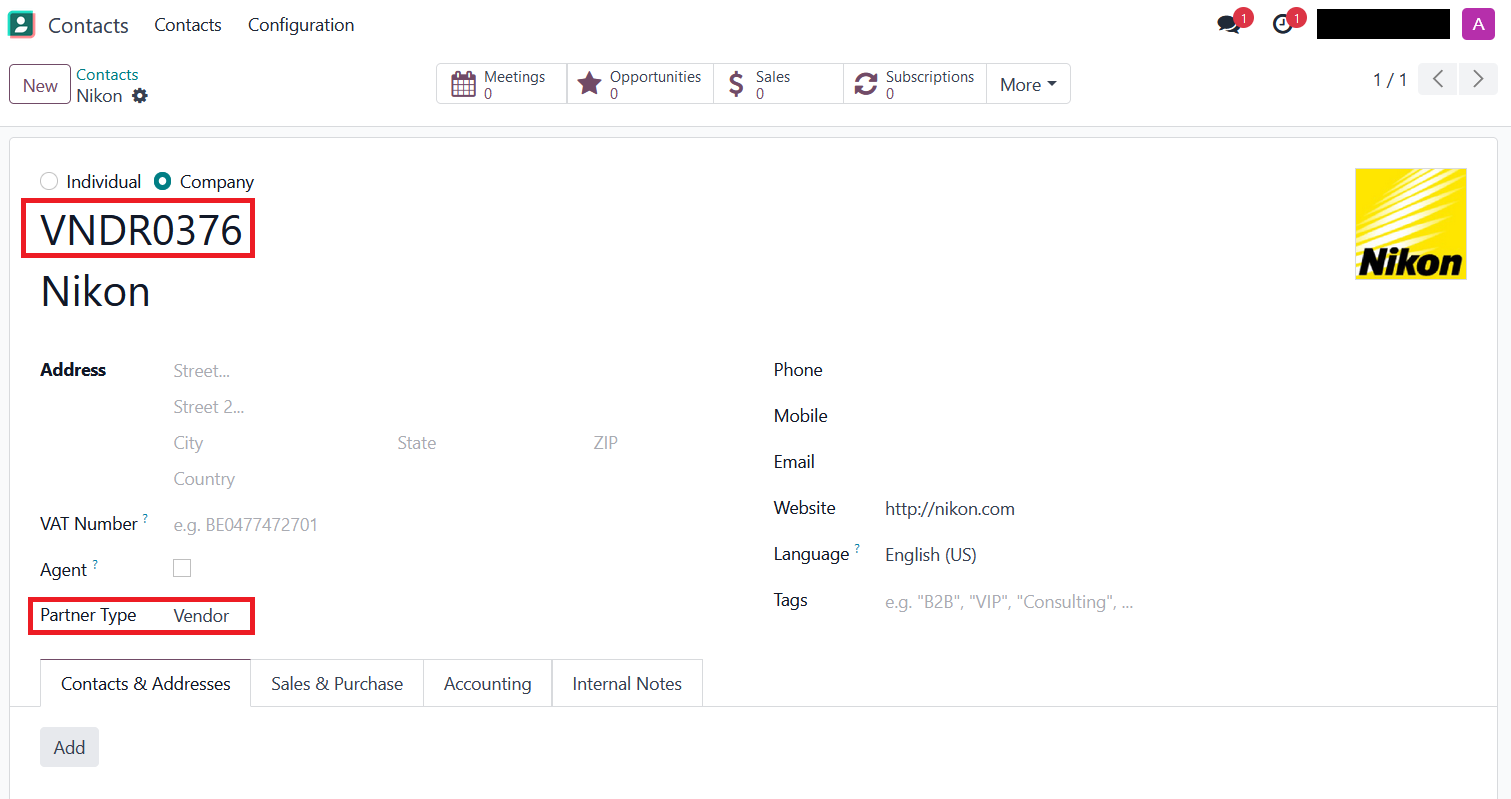 Contacts Contacts Configuration 1 1 A
New Contacts
Nikon
Meetings 0 Opportunities 0 Sales 0 Subscriptions 0 More 1 / 1
Individual Company
VNDR0376
Nikon
Nikon
Address Street... Phone
Street 2... Mobile
City State ZIP Email
Country
Website http://nikon.com
VAT Number ? e.g. BE0477472701
Language ? English (US)
Agent ?
Tags e.g. "B2B", "VIP", "Consulting", ...
Partner Type Vendor
Contacts & Addresses Sales & Purchase Accounting Internal Notes
Add